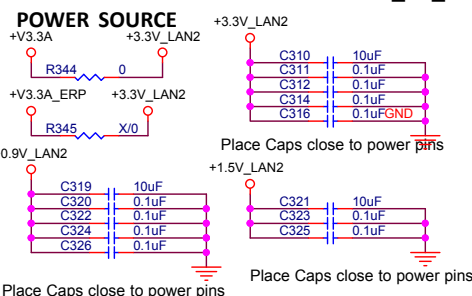 POWER SOURCE
+V3.3A +3.3V_LAN2
R344 0
+V3.3A_ERP +3.3V_LAN2
R345 X/0
+3.3V_LAN2
C310 10uF
C311 0.1uF
C312 0.1uF
C314 0.1uF
C316 0.1uF GND
Place Caps close to power pins
0.9V_LAN2
C319 10uF
C320 0.1uF
C322 0.1uF
C324 0.1uF
C326 0.1uF
Place Caps close to power pins
+1.5V_LAN2
C321 10uF
C323 0.1uF
C325 0.1uF
Place Caps close to power pins